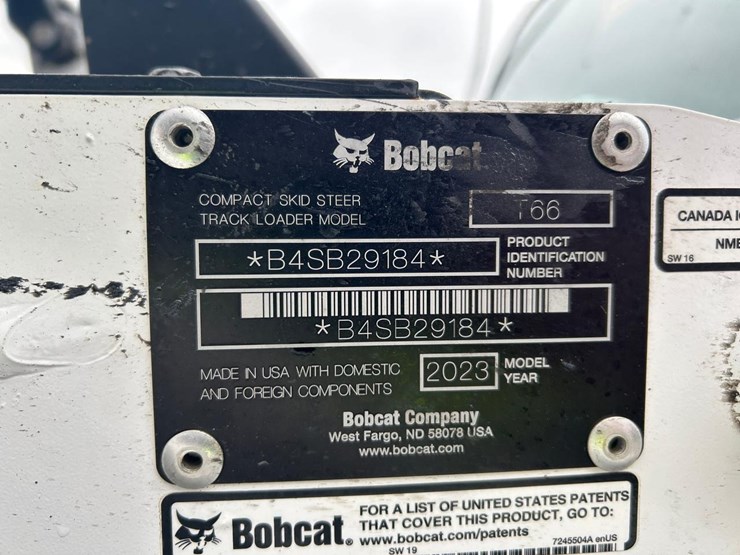 Bobcat
COMPACT SKID STEER
TRACK LOADER MODEL
T66
*B4SB29184*
PRODUCT
IDENTIFICATION
NUMBER
*B4SB29184*
MADE IN USA WITH DOMESTIC
AND FOREIGN COMPONENTS
2023
MODEL
YEAR
Bobcat Company
West Fargo, ND 58078 USA
www.bobcat.com
CANADA
SW 16
Bobcat®
FOR A LIST OF UNITED STATES PATENTS
THAT COVER THIS PRODUCT, GO TO:
www.bobcat.com/patents
SW 19
7245504A enUS